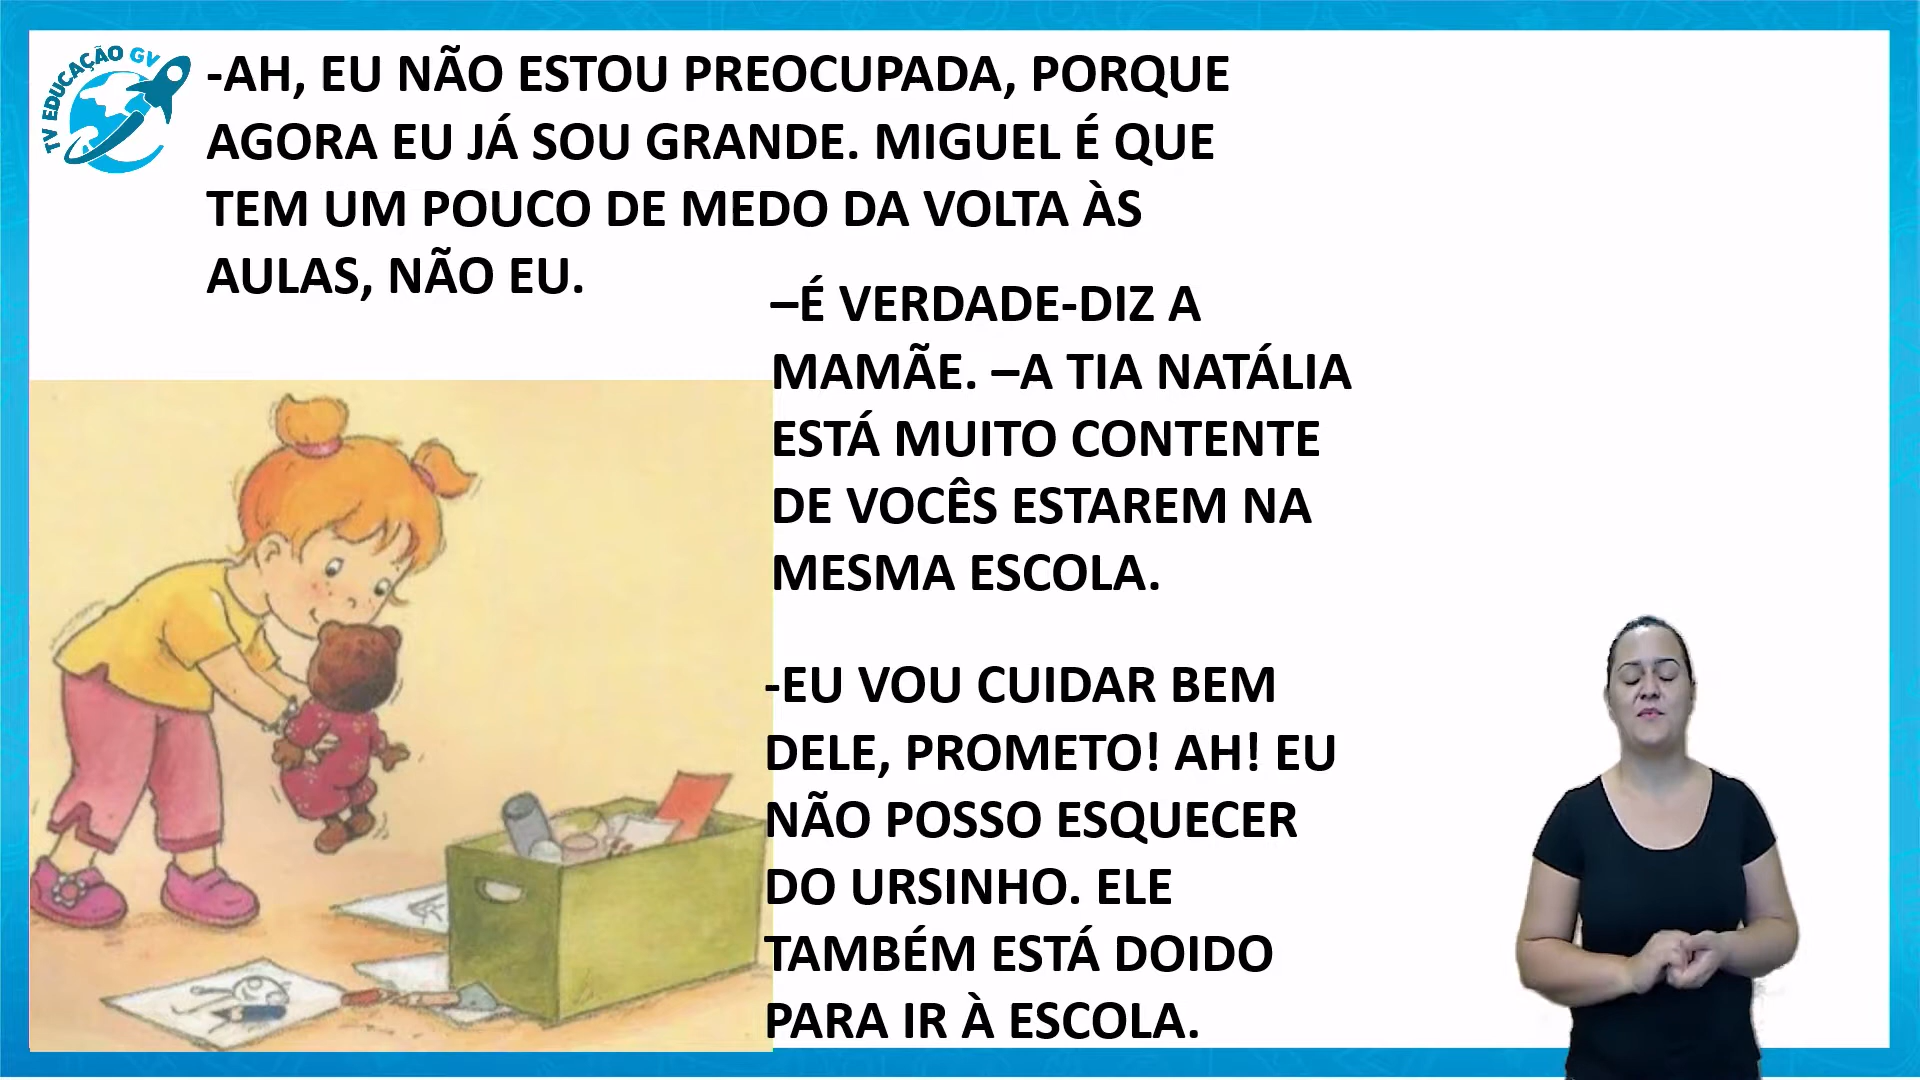 TV EDUCAÇÃO GV
-AH, EU NÃO ESTOU PREOCUPADA, PORQUE
AGORA EU JÁ SOU GRANDE. MIGUEL É QUE
TEM UM POUCO DE MEDO DA VOLTA ÀS
AULAS, NÃO EU.
–É VERDADE-DIZ A
MAMÃE. –A TIA NATÁLIA
ESTÁ MUITO CONTENTE
DE VOCÊS ESTAREM NA
MESMA ESCOLA.
-EU VOU CUIDAR BEM
DELE, PROMETO! AH! EU
NÃO POSSO ESQUECER
DO URSINHO. ELE
TAMBÉM ESTÁ DOIDO
PARA IR À ESCOLA.